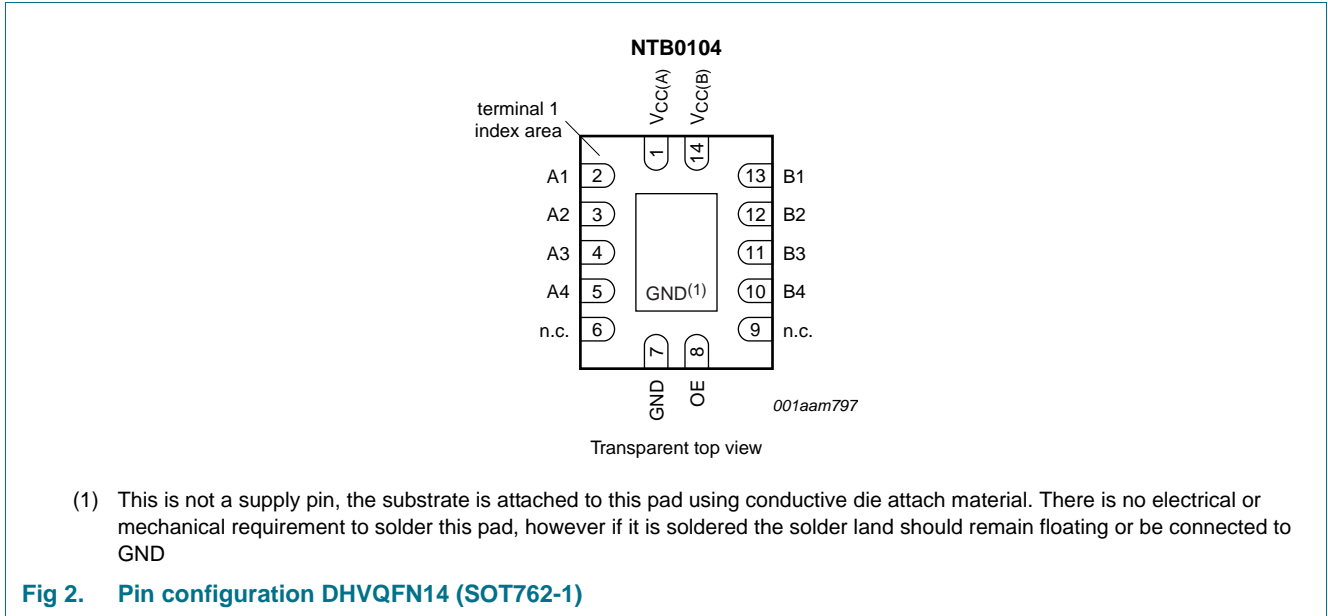 NTB0104
VCC(A)
VCC(B)
terminal 1
index area
1
14
A1 2 13 B1
A2 3 12 B2
A3 4 11 B3
A4 5 GND(1) 10 B4
n.c. 6 9 n.c.
7
8
GND
OE
001aam797
Transparent top view
(1) This is not a supply pin, the substrate is attached to this pad using conductive die attach material. There is no electrical or
mechanical requirement to solder this pad, however if it is soldered the solder land should remain floating or be connected to
GND
Fig 2. Pin configuration DHVQFN14 (SOT762-1)